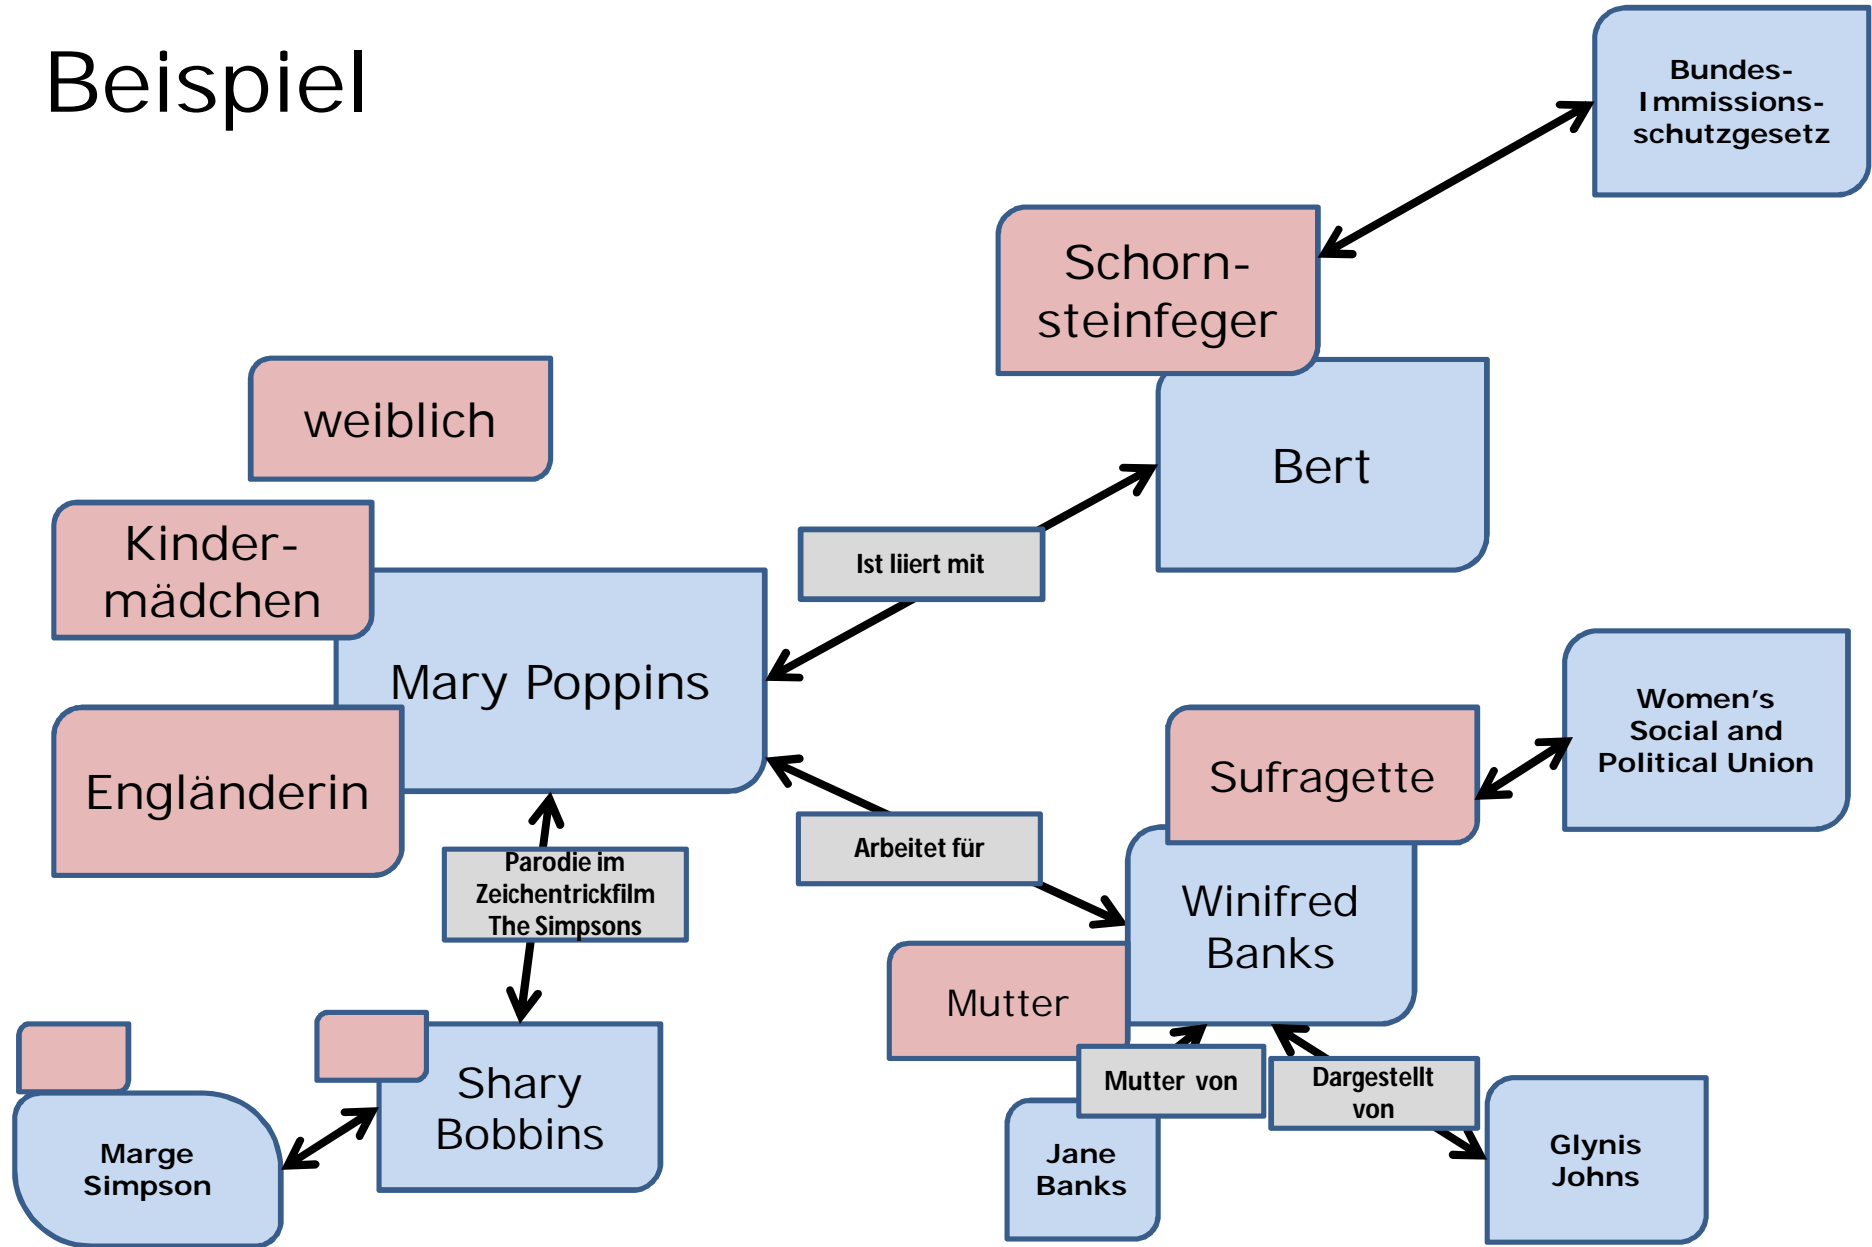 Beispiel
Bundes-
Immissions-
schutzgesetz
Schorn-
steinfeger
Bert
weiblich
Kinder-
mädchen
Mary Poppins
Engländerin
Ist liiert mit
Arbeitet für
Parodie im
Zeichentrickfilm
The Simpsons
Women's
Social and
Political Union
Sufragette
Winifred
Banks
Mutter
Mutter von
Dargestellt
von
Jane
Banks
Glynis
Johns
Shary
Bobbins
Marge
Simpson